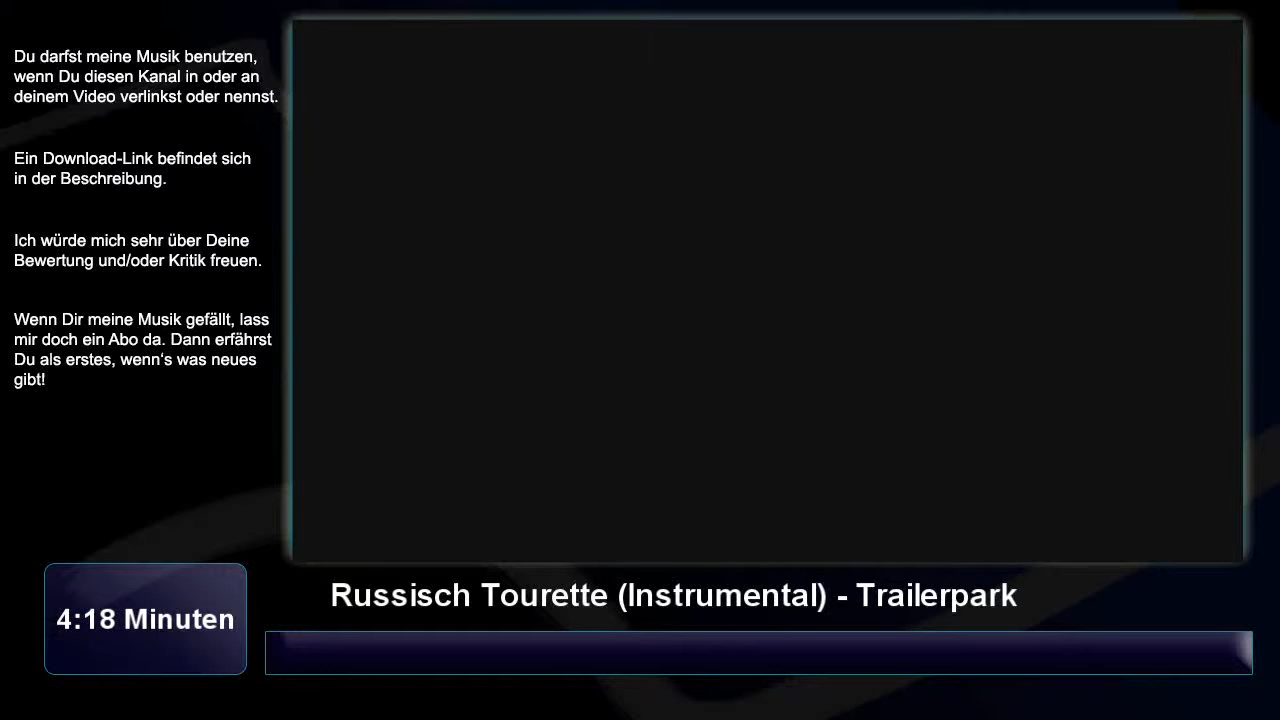 Du darfst meine Musik benutzen,
wenn Du diesen Kanal in oder an
deinem Video verlinkst oder nennst.
Ein Download-Link befindet sich
in der Beschreibung.
Ich würde mich sehr über Deine
Bewertung und/oder Kritik freuen.
Wenn Dir meine Musik gefällt, lass
mir doch ein Abo da. Dann erfährst
Du als erstes, wenn‘s was neues
gibt!
4:18 Minuten
Russisch Tourette (Instrumental) - Trailerpark